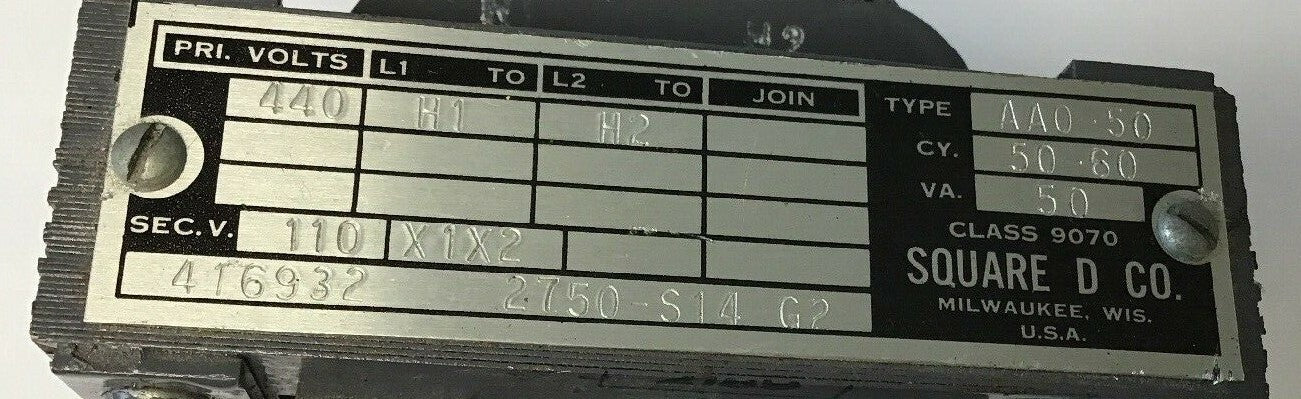 PRI. VOLTS L1 TO L2 TO JOIN
440 H1 H2
SEC. V. 110 X1X2
4T6932 2750-S14 G2
TYPE AAO-50
CY. 50-60
VA. 50
CLASS 9070
SQUARE D CO.
MILWAUKEE, WIS.
U.S.A.